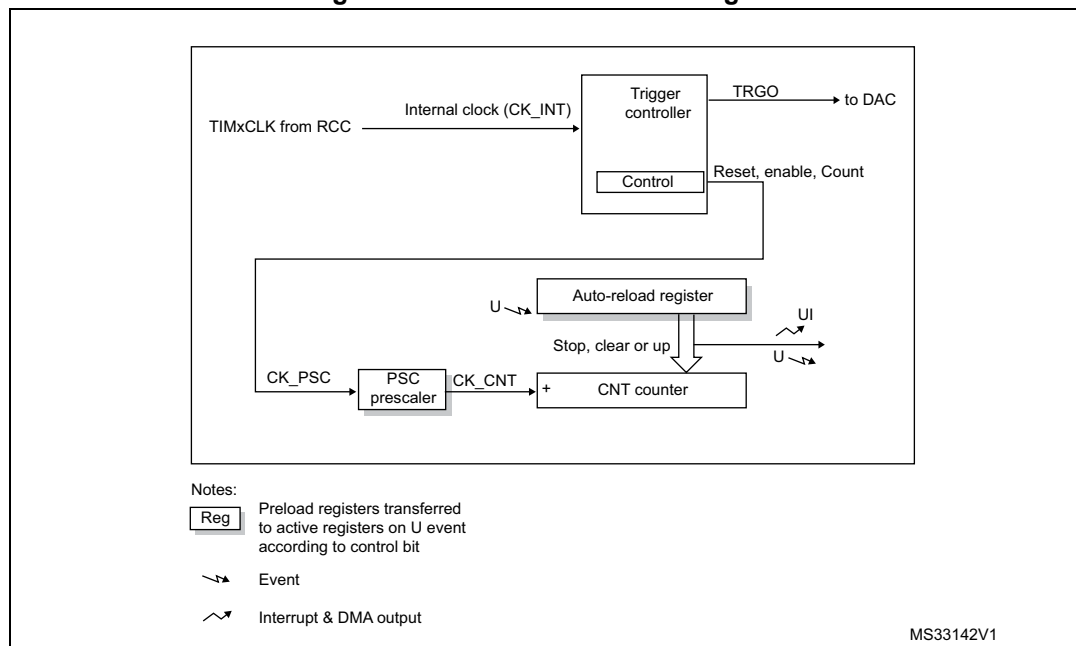 Trigger
controller
TRGO
to DAC
Internal clock (CK_INT)
TIMxCLK from RCC
Control
Reset, enable, Count
Auto-reload register
U
UI
Stop, clear or up
U
CK_PSC
PSC
prescaler
CK_CNT
+
CNT counter
Notes:
Reg
Preload registers transferred
to active registers on U event
according to control bit
Event
Interrupt & DMA output
MS33142V1